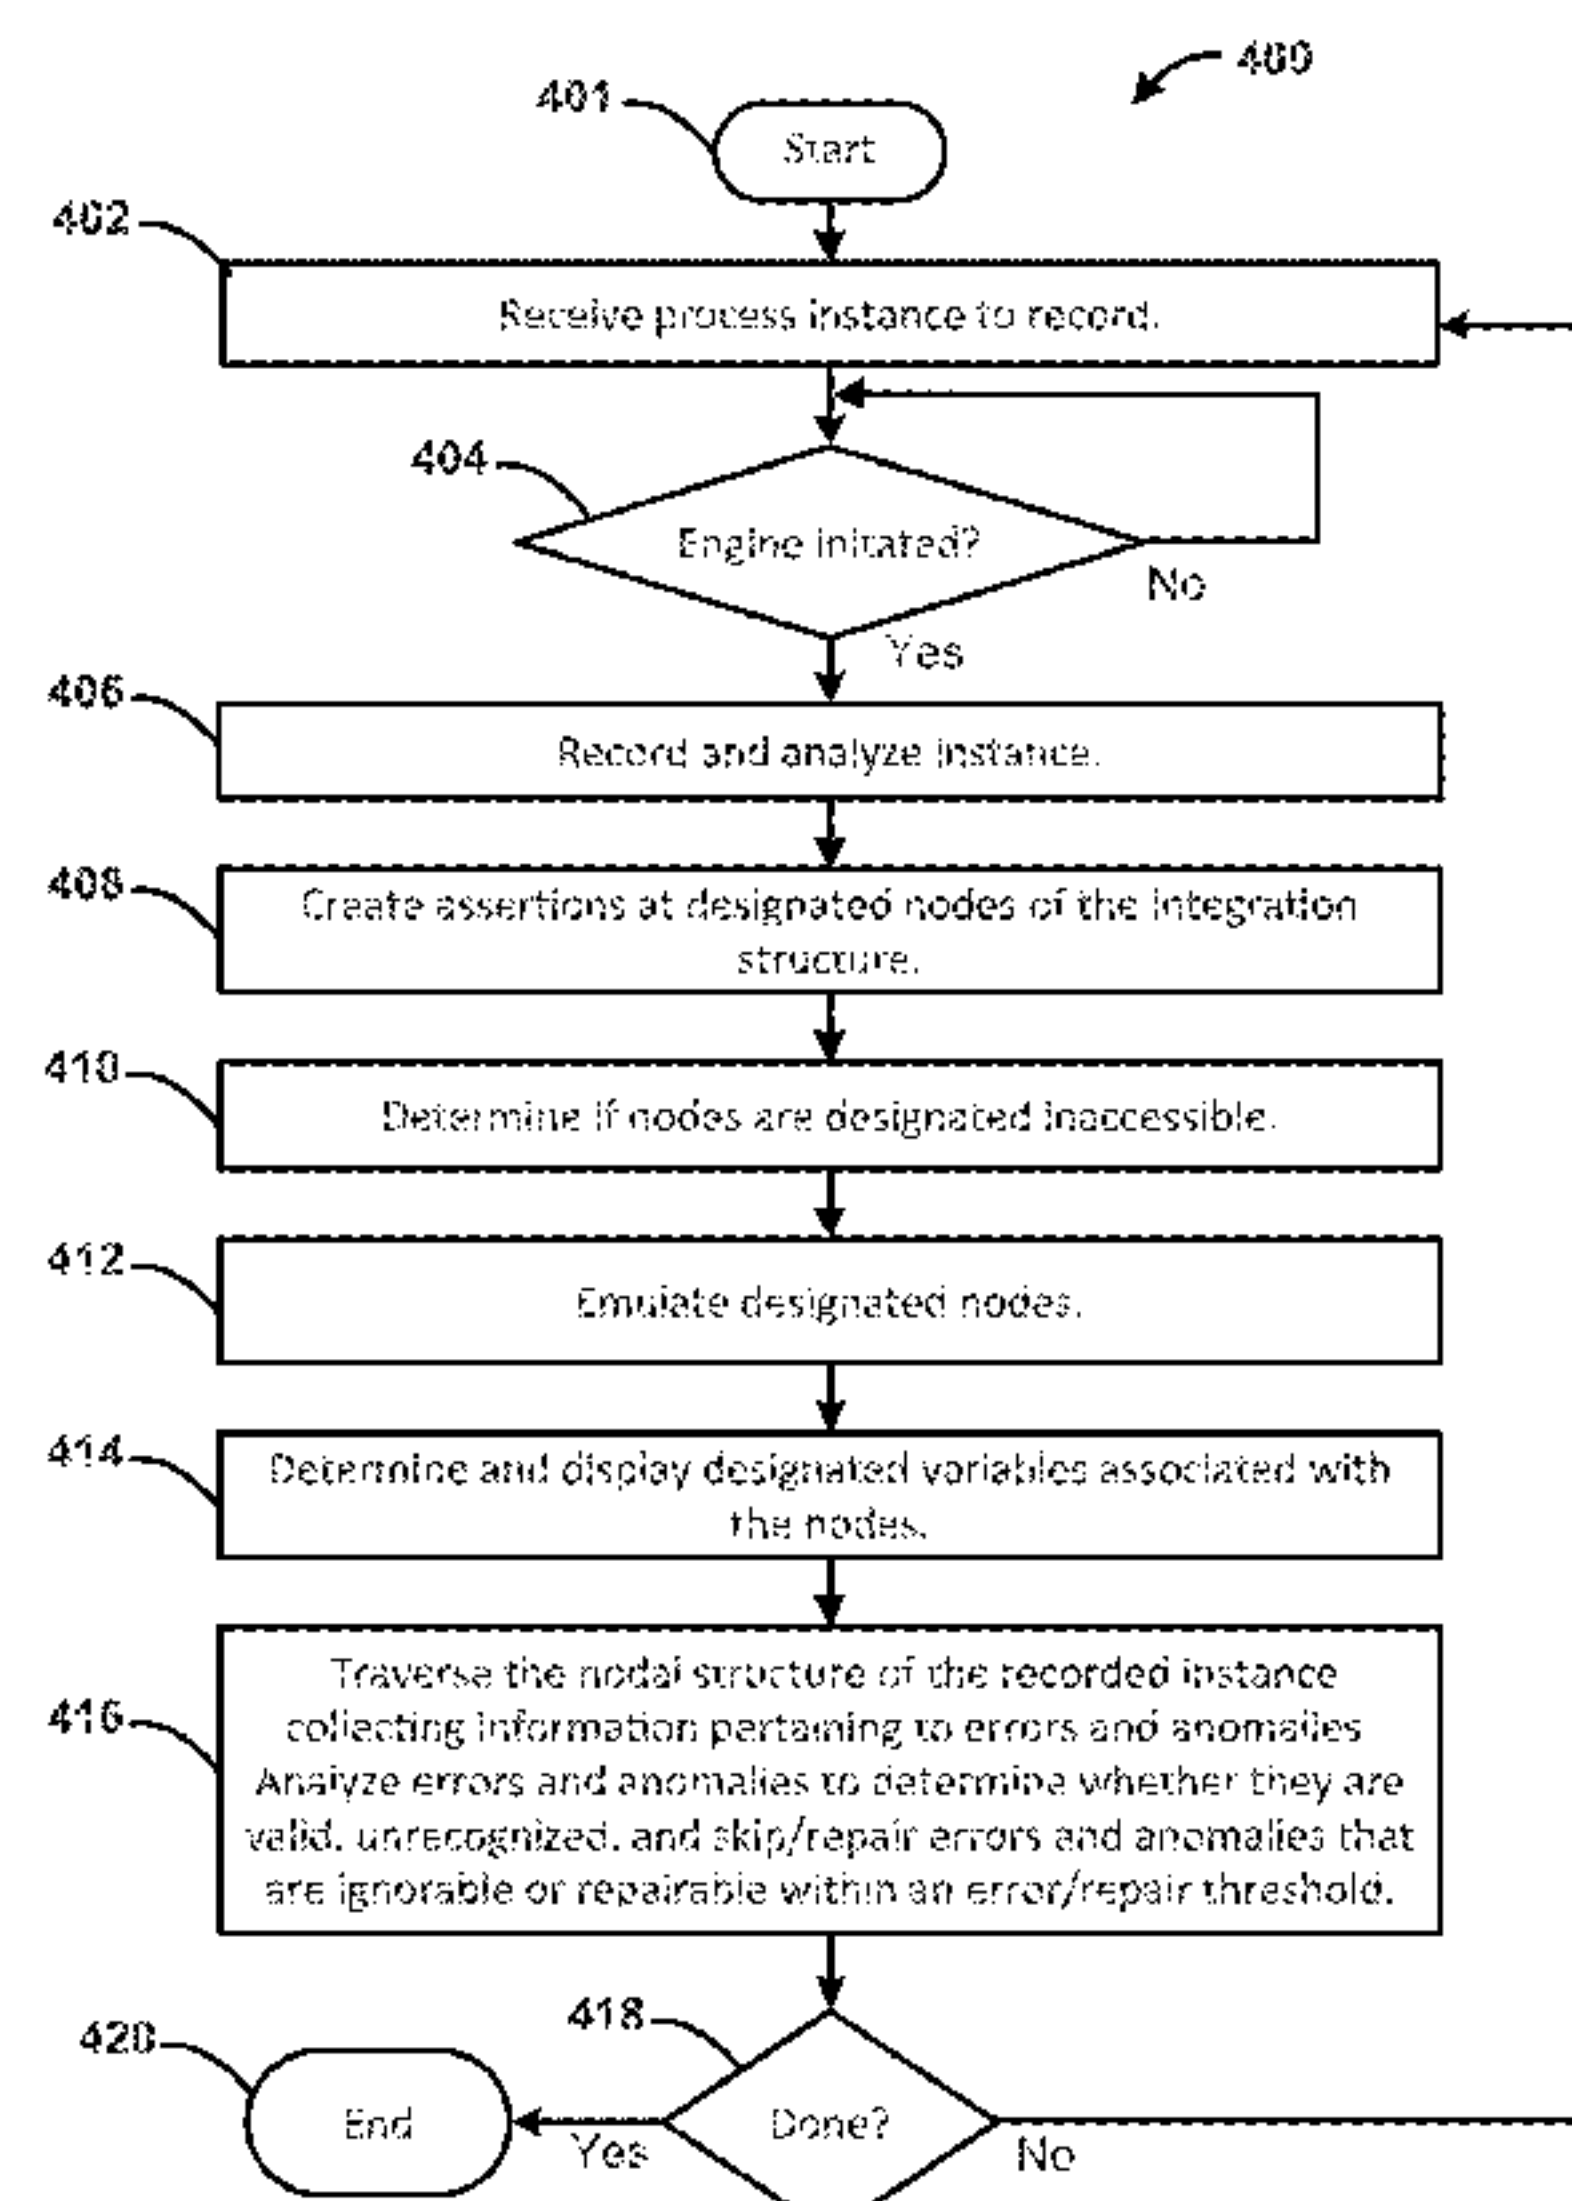 400
401
Start
402
Receive process instance to record.
404
Engine initated?
No
Yes
406
Record and analyze instance.
408
Create assertions at designated nodes of the integration
structure.
410
Determine if nodes are designated inaccessible.
412
Emulate designated nodes.
414
Determine and display designated variables associated with
the nodes.
416
Traverse the nodal structure of the recorded instance
collecting information pertaining to errors and anomalies
Analyze errors and anomalies to determine whether they are
valid, unrecognized, and skip/repair errors and anomalies that
are ignorable or repairable within an error/repair threshold.
418
420
End
Yes
Done?
No